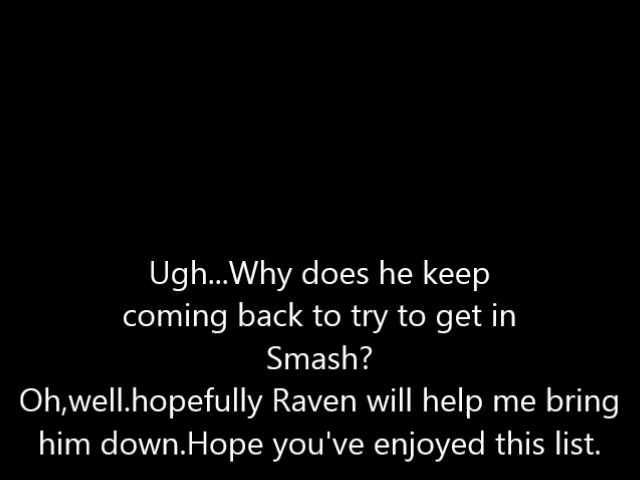 Ugh...Why does he keep
coming back to try to get in
Smash?
Oh,well.hopefully Raven will help me bring
him down.Hope you've enjoyed this list.